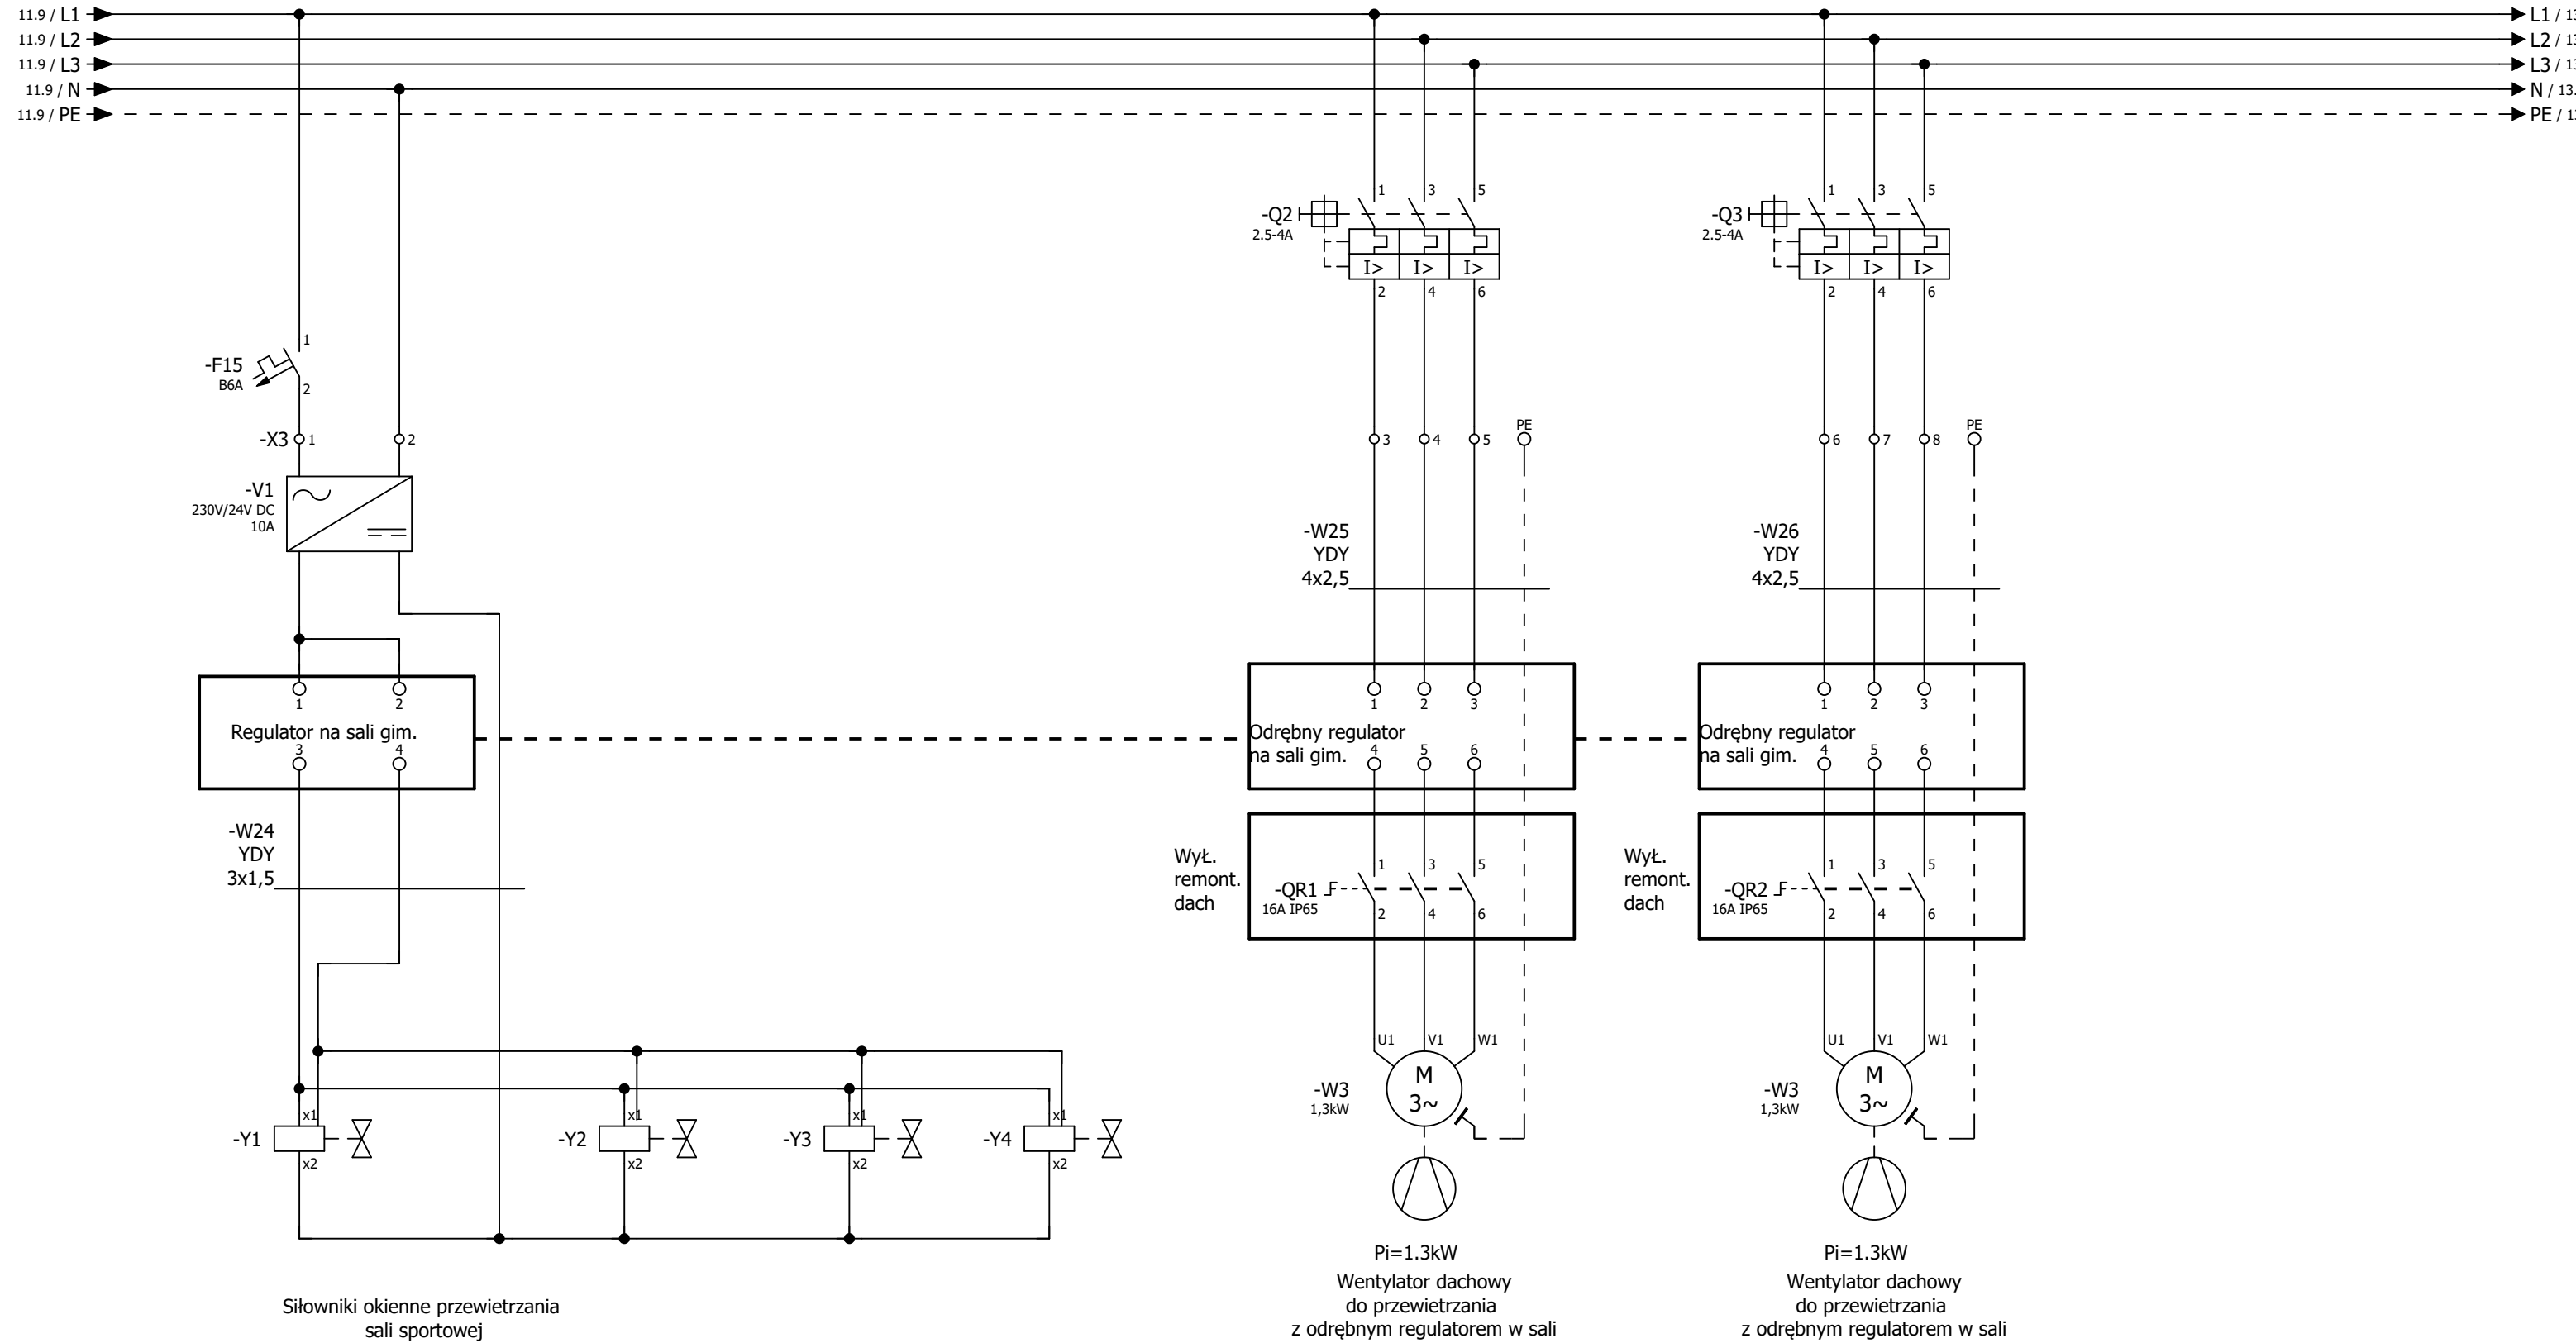 11.9 / L1
L1 / 13
11.9 / L2
L2 / 13
11.9 / L3
L3 / 13
11.9 / N
N / 13.
11.9 / PE
PE / 13
1 3 5
1 3 5
-Q2
2.5-4A
-Q3
2.5-4A
I> I> I>
I> I> I>
2 4 6
2 4 6
1
-F15
B6A
2
-X3 1 2
3 4 5 PE
6 7 8 PE
-V1
230V/24V DC
10A
-W25
YDY
4x2,5
-W26
YDY
4x2,5
1 2
Regulator na sali gim.
3 4
1 2 3
Odrębny regulator
na sali gim.
4 5 6
1 2 3
Odrębny regulator
na sali gim.
4 5 6
-W24
YDY
3x1,5
WyŁ.
remont.
dach
-QR1
16A IP65
1 3 5
2 4 6
WyŁ.
remont.
dach
-QR2
16A IP65
1 3 5
2 4 6
U1 V1 W1
M
3~
-W3
1,3kW
U1 V1 W1
M
3~
-W3
1,3kW
x1 x1 x1 x1
-Y1 -Y2 -Y3 -Y4
x2 x2 x2 x2
Siłowniki okienne przewietrzania
sali sportowej
Pi=1.3kW
Wentylator dachowy
do przewietrzania
z odrębnym regulatorem w sali
Pi=1.3kW
Wentylator dachowy
do przewietrzania
z odrębnym regulatorem w sali